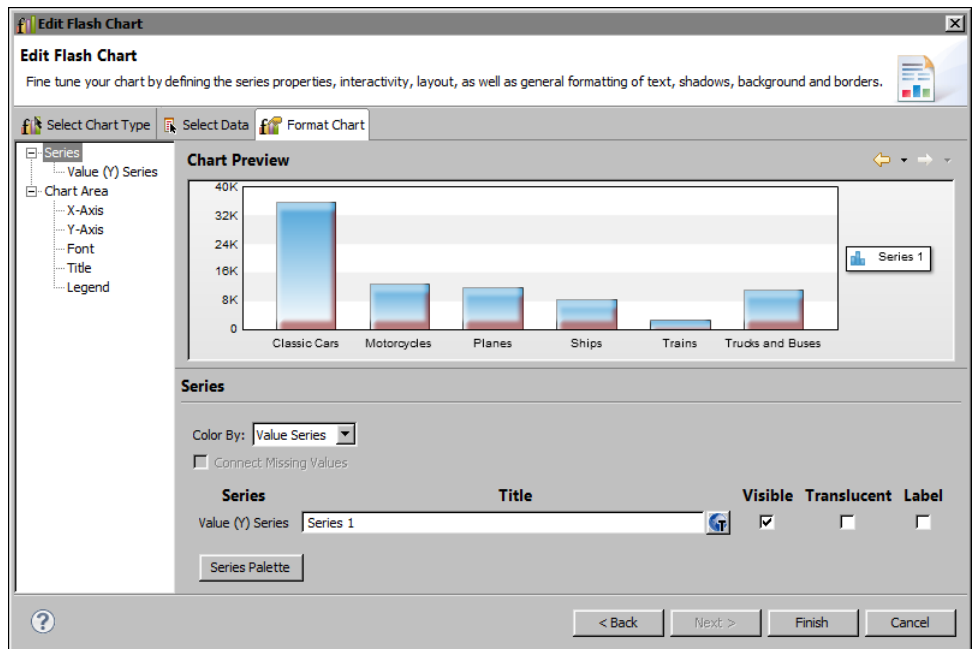 Edit Flash Chart
Edit Flash Chart
Fine tune your chart by defining the series properties, interactivity, layout, as well as general formatting of text, shadows, background and borders.
Select Chart Type Select Data Format Chart
Series
Value (Y) Series
Chart Area
X-Axis
Y-Axis
Font
Title
Legend
Chart Preview
40K
32K
24K
16K
8K
0
Classic Cars Motorcycles Planes Ships Trains Trucks and Buses
Series 1
Series
Color By: Value Series
Connect Missing Values
Series Title Visible Translucent Label
Value (Y) Series Series 1
Series Palette
? < Back Next > Finish Cancel